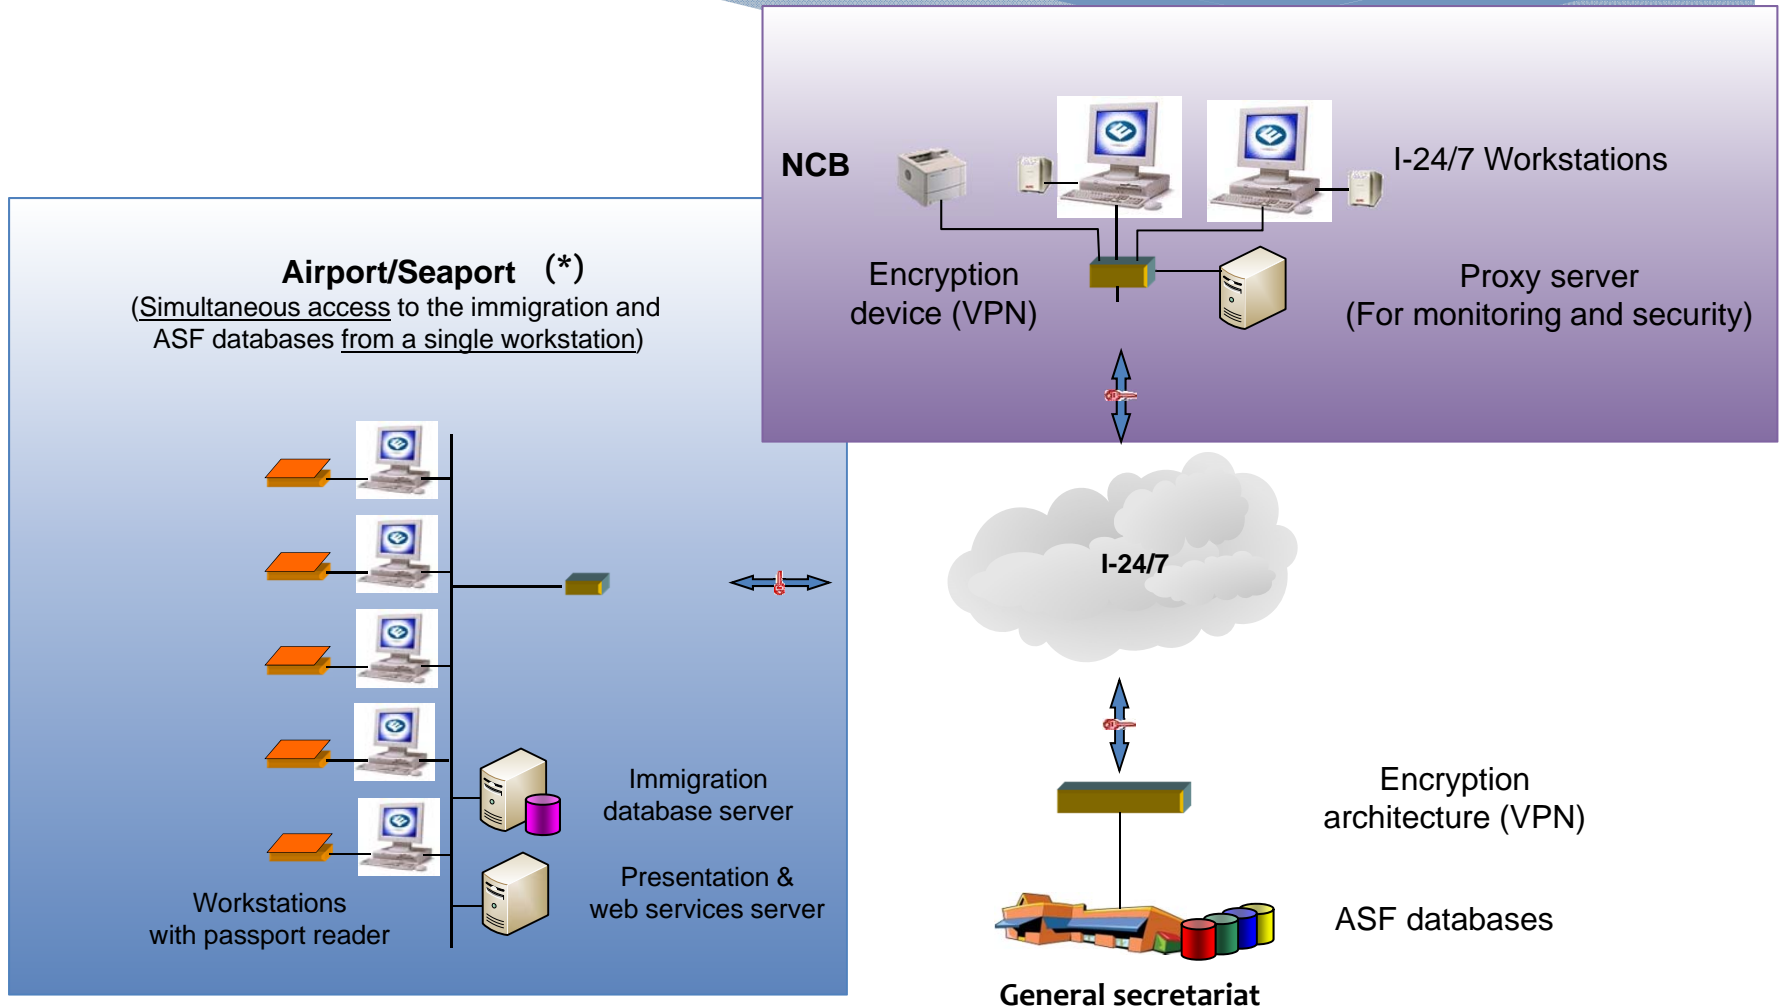 NCB
I-24/7 Workstations
Encryption
device (VPN)
Proxy server
(For monitoring and security)
Airport/Seaport (*)
(Simultaneous access to the immigration and
ASF databases from a single workstation)
I-24/7
Immigration
database server
Presentation &
web services server
Workstations
with passport reader
Encryption
architecture (VPN)
ASF databases
General secretariat